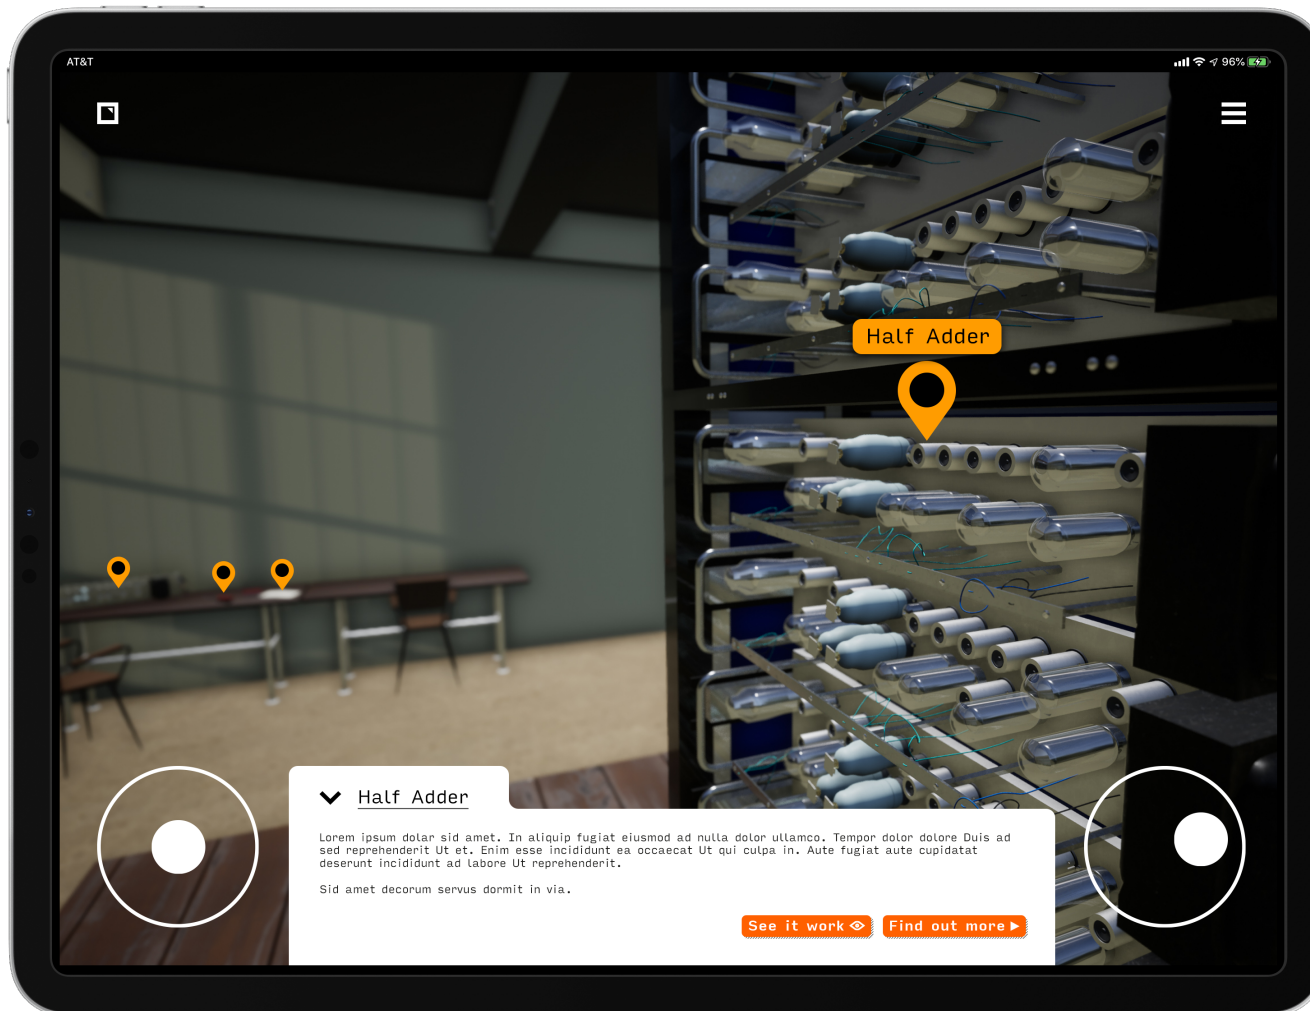 AT&T
96%
Half Adder
Half Adder
Lorem ipsum dolar sid amet. In aliquip fugiat eiusmod ad nulla dolor ullamco. Tempor dolor dolore Duis ad
sed reprehenderit Ut et. Enim esse incididunt ea occaecat Ut qui culpa in. Aute fugiat aute cupidatat
deserunt incididunt ad labore Ut reprehenderit.
Sid amet decorum servus dormit in via.
See it work
Find out more